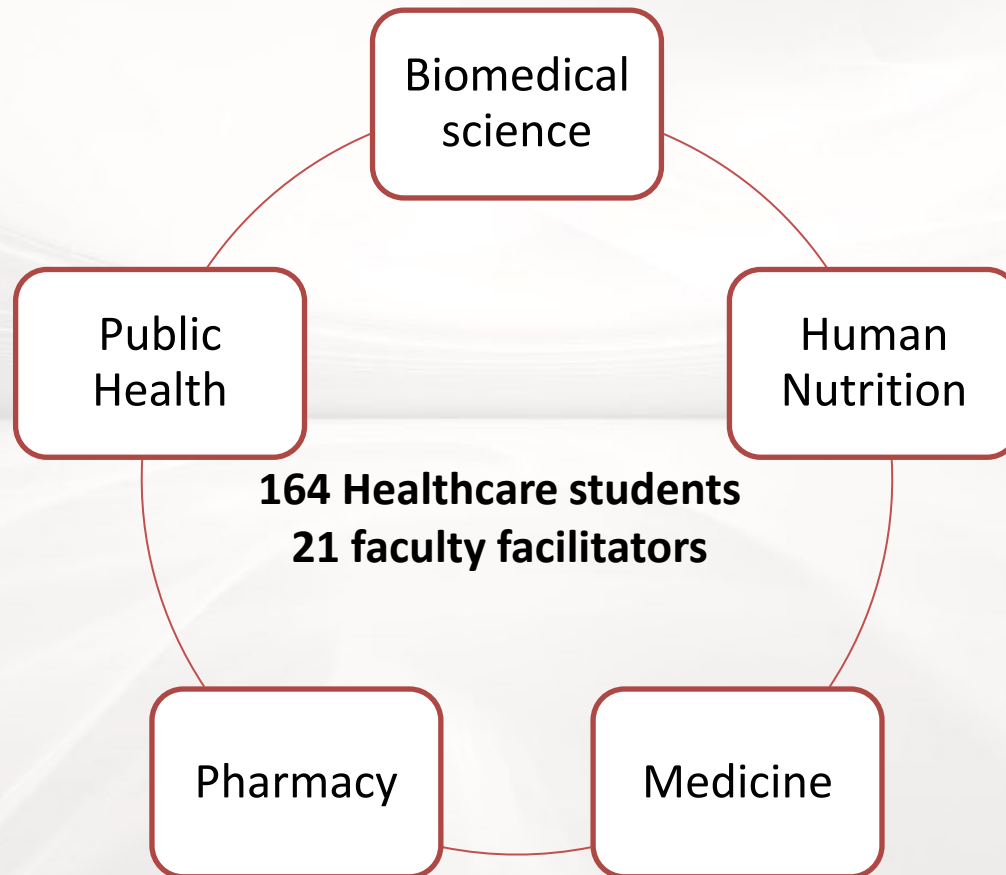 Biomedical
science
Human
Nutrition
Medicine
Pharmacy
Public
Health
164 Healthcare students
21 faculty facilitators